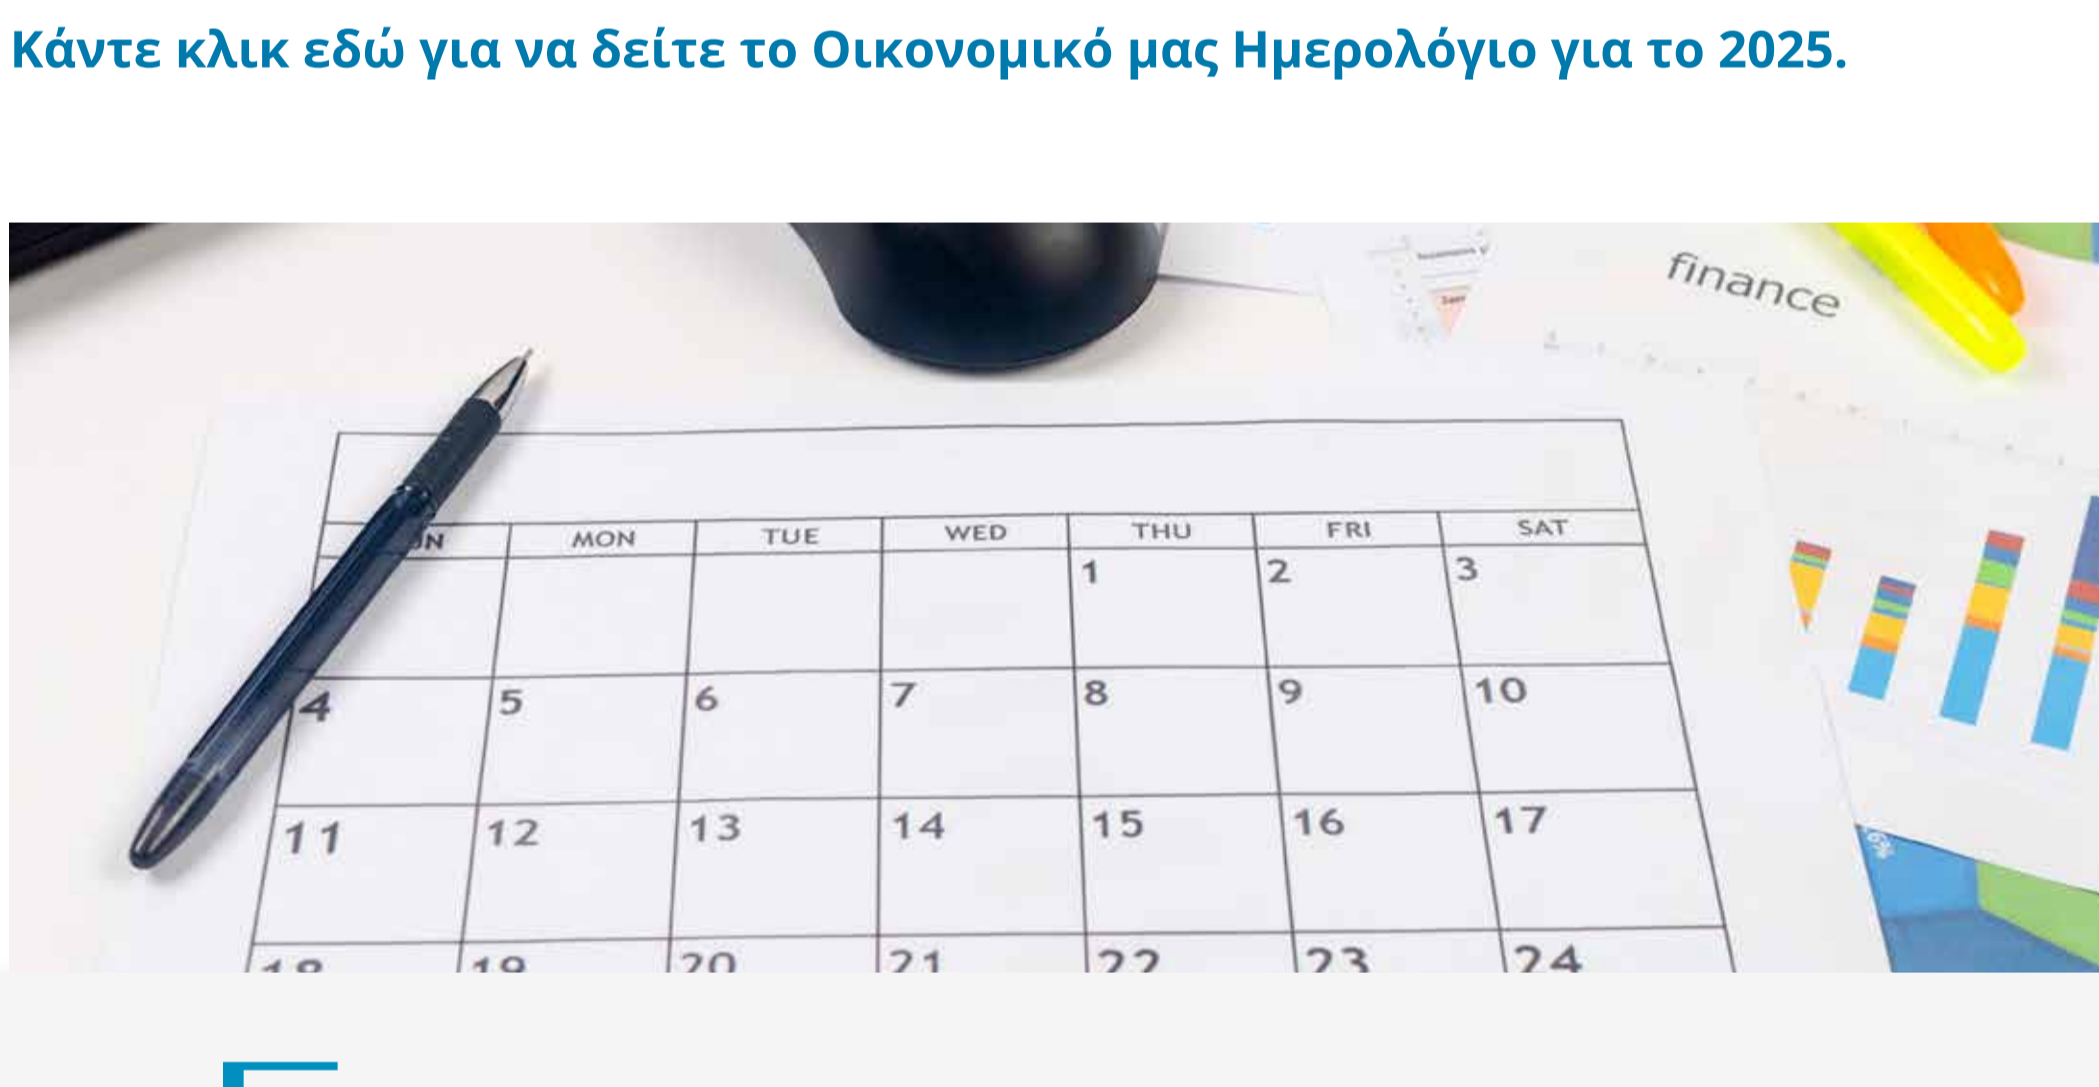 Κάντε κλικ εδώ για να δείτε το Οικονομικό μας Ημερολόγιο για το 2025.
finance
MON TUE WED THU FRI SAT
1 2 3
4 5 6 7 8 9 10
11 12 13 14 15 16 17
18 19 20 21 22 23 24